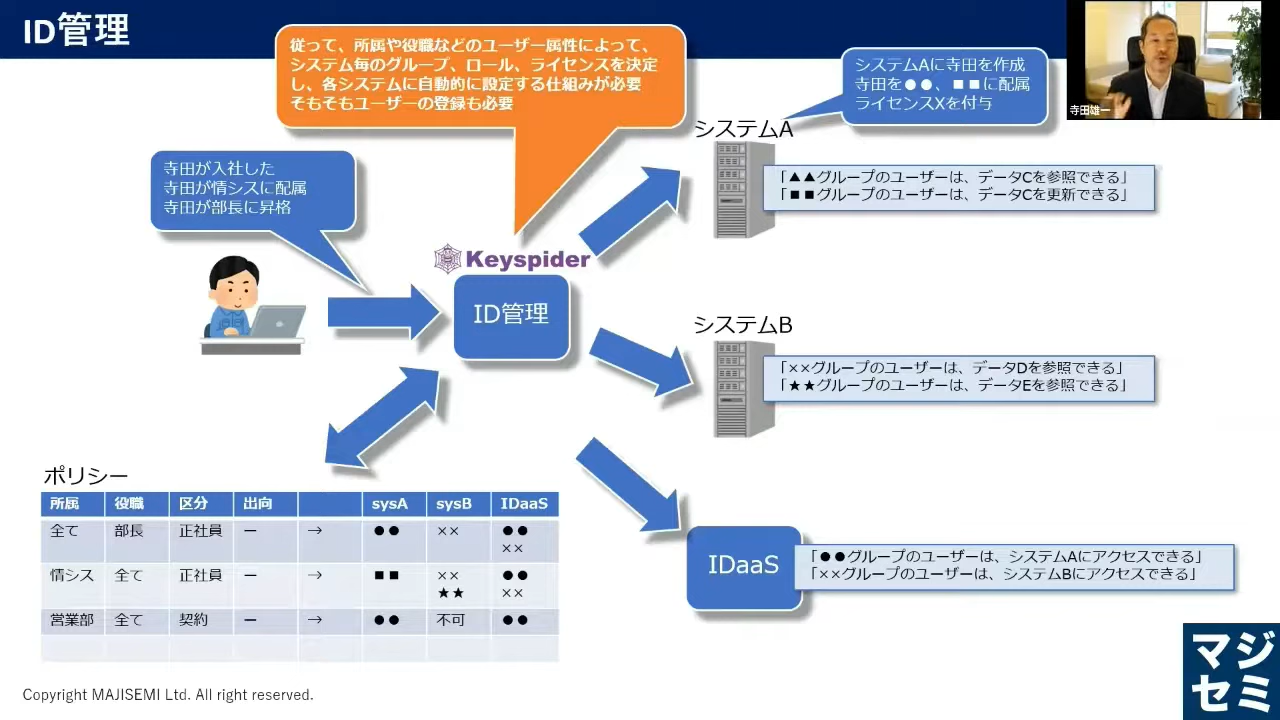 ID管理
従って、所属や役職などのユーザー属性によって、
システム毎のグループ、ロール、ライセンスを決定
し、各システムに自動的に設定する仕組みが必要
そもそもユーザーの登録も必要
システムAに寺田を作成
寺田を●●、■■に配属
ライセンスXを付与
寺田雄一
システムA
「▲▲グループのユーザーは、データCを参照できる」
「■■グループのユーザーは、データCを更新できる」
寺田が入社した
寺田が情シスに配属
寺田が部長に昇格
Keyspider
ID管理
システムB
「××グループのユーザーは、データDを参照できる」
「★★グループのユーザーは、データEを参照できる」
ポリシー
所属 役職 区分 出向 sysA sysB IDaaS
全て 部長 正社員 ー → ●● ×× ●●
××
情シス 全て 正社員 ー → ■■ ×× ●●
★★ ××
営業部 全て 契約 ー → ●● 不可 ●●
IDaaS
「●●グループのユーザーは、システムAにアクセスできる」
「××グループのユーザーは、システムBにアクセスできる」
Copyright MAJISEMI Ltd. All right reserved.
マジ
セミ